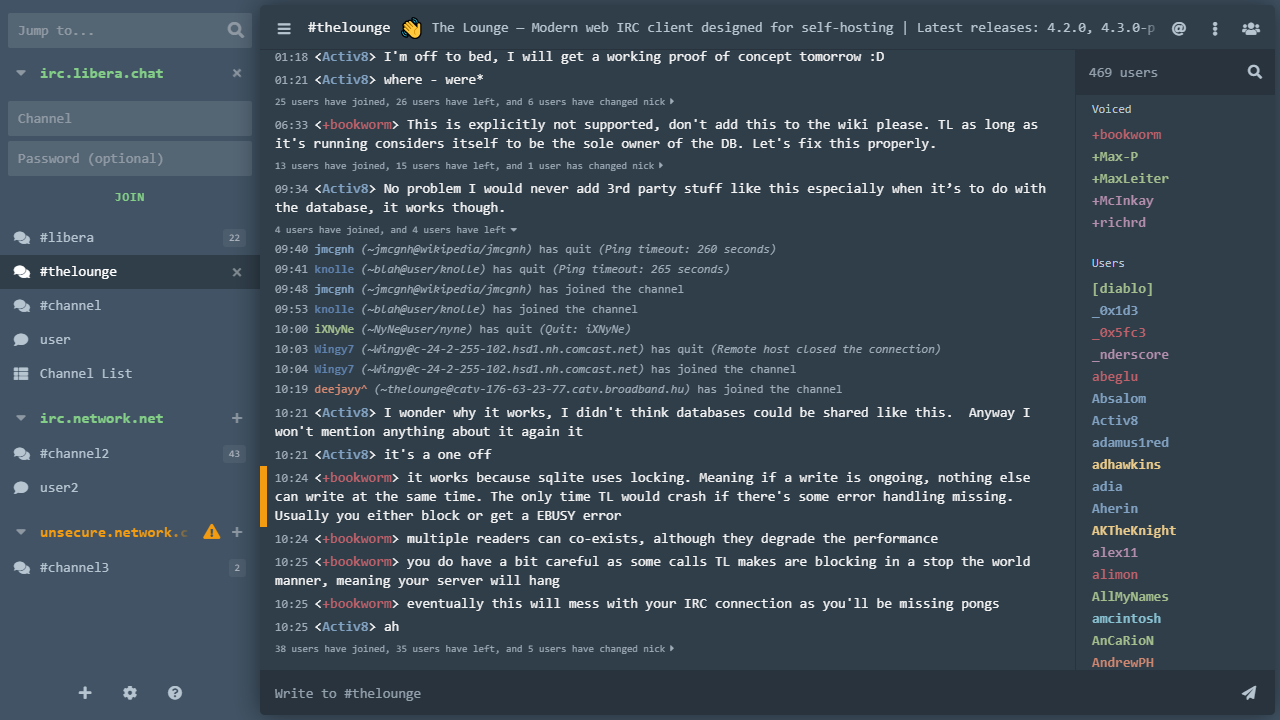 Jump to...
irc.libera.chat
Channel
Password (optional)
JOIN
#libera 22
#thelounge
#channel
user
Channel List
irc.network.net
#channel2 43
user2
unsecure.network.c
#channel3 2
#thelounge The Lounge — Modern web IRC client designed for self-hosting | Latest releases: 4.2.0, 4.3.0-p
01:18 <Activ8> I'm off to bed, I will get a working proof of concept tomorrow :D
01:21 <Activ8> where - were*
25 users have joined, 26 users have left, and 6 users have changed nick
06:33 <+bookworm> This is explicitly not supported, don't add this to the wiki please. TL as long as
it's running considers itself to be the sole owner of the DB. Let's fix this properly.
13 users have joined, 15 users have left, and 1 user has changed nick
09:34 <Activ8> No problem I would never add 3rd party stuff like this especially when it’s to do with
the database, it works though.
4 users have joined, and 4 users have left
09:40 jmcgnh (~jmcgnh@wikipedia/jmcgnh) has quit (Ping timeout: 260 seconds)
09:41 knolle (~blah@user/knolle) has quit (Ping timeout: 265 seconds)
09:48 jmcgnh (~jmcgnh@wikipedia/jmcgnh) has joined the channel
09:53 knolle (~blah@user/knolle) has joined the channel
10:00 iXNyNe (~NyNe@user/nyne) has quit (Quit: iXNyNe)
10:03 Wingy7 (~Wingy@c-24-2-255-102.hsd1.nh.comcast.net) has quit (Remote host closed the connection)
10:04 Wingy7 (~Wingy@c-24-2-255-102.hsd1.nh.comcast.net) has joined the channel
10:19 deejayy^ (~thelounge@catv-176-63-23-77.catv.broadband.hu) has joined the channel
10:21 <Activ8> I wonder why it works, I didn't think databases could be shared like this.  Anyway I
won't mention anything about it again it
10:21 <Activ8> it's a one off
10:24 <+bookworm> it works because sqlite uses locking. Meaning if a write is ongoing, nothing else
can write at the same time. The only time TL would crash if there's some error handling missing.
Usually you either block or get a EBUSY error
10:24 <+bookworm> multiple readers can co-exists, although they degrade the performance
10:25 <+bookworm> you do have a bit careful as some calls TL makes are blocking in a stop the world
manner, meaning your server will hang
10:25 <+bookworm> eventually this will mess with your IRC connection as you'll be missing pongs
10:25 <Activ8> ah
38 users have joined, 35 users have left, and 5 users have changed nick
Write to #thelounge
469 users
Voiced
+bookworm
+Max-P
+MaxLeiter
+McInkay
+richrd
Users
[diablo]
_0x1d3
_0x5fc3
_nderscore
abeglu
Absalom
Activ8
adamus1red
adhawkins
adia
Aherin
AKTheKnight
alex11
alimon
AllMyNames
amcintosh
AnCaRioN
AndrewPH